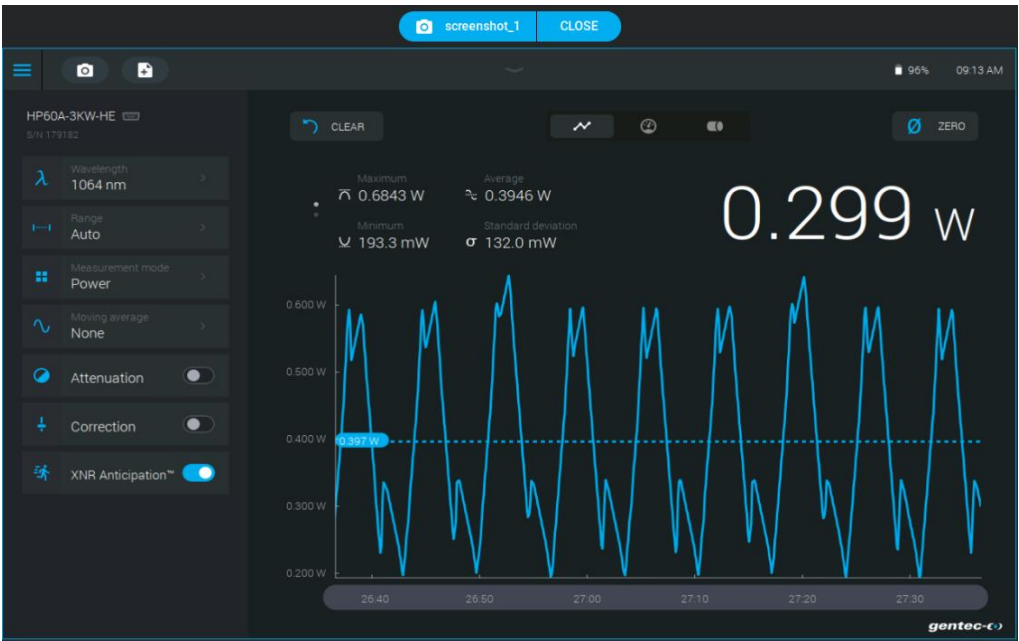 screenshot_1 CLOSE
96% 09:13 AM
HP60A-3KW-HE
S/N 179182
CLEAR
ZERO
Wavelength
1064 nm
Range
Auto
Measurement mode
Power
Moving average
None
Attenuation
Correction
XNR Anticipation™
Maximum
0.6843 W
Average
0.3946 W
Minimum
193.3 mW
Standard deviation
σ 132.0 mW
0.299 W
0.600 W
0.500 W
0.400 W
0.397 W
0.300 W
0.200 W
26:40 26:50 27:00 27:10 27:20 27:30
gentec-eo